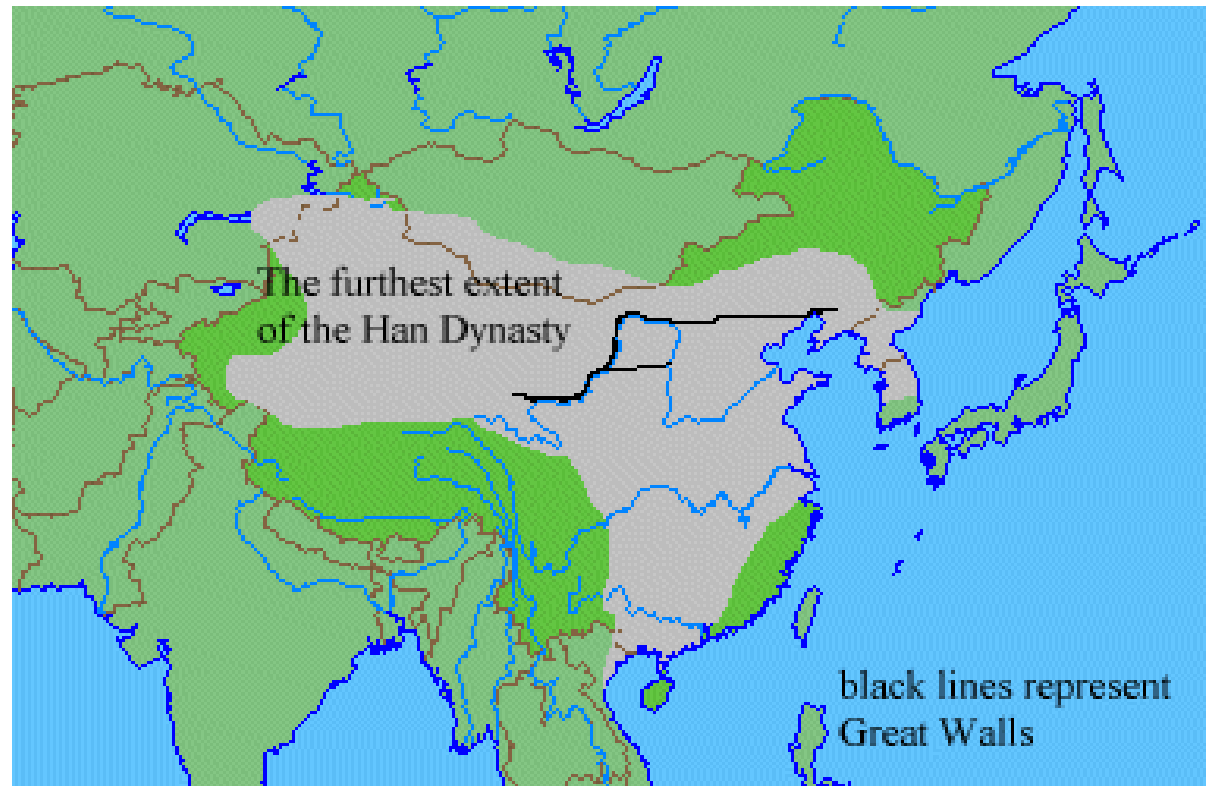 The furthest extent
of the Han Dynasty
black lines represent
Great Walls